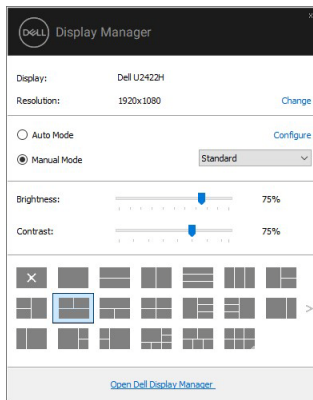 DELL Display Manager
Display: Dell U2422H
Resolution: 1920x1080 Change
Auto Mode Configure
Manual Mode Standard
Brightness: 75%
Contrast: 75%
Open Dell Display Manager